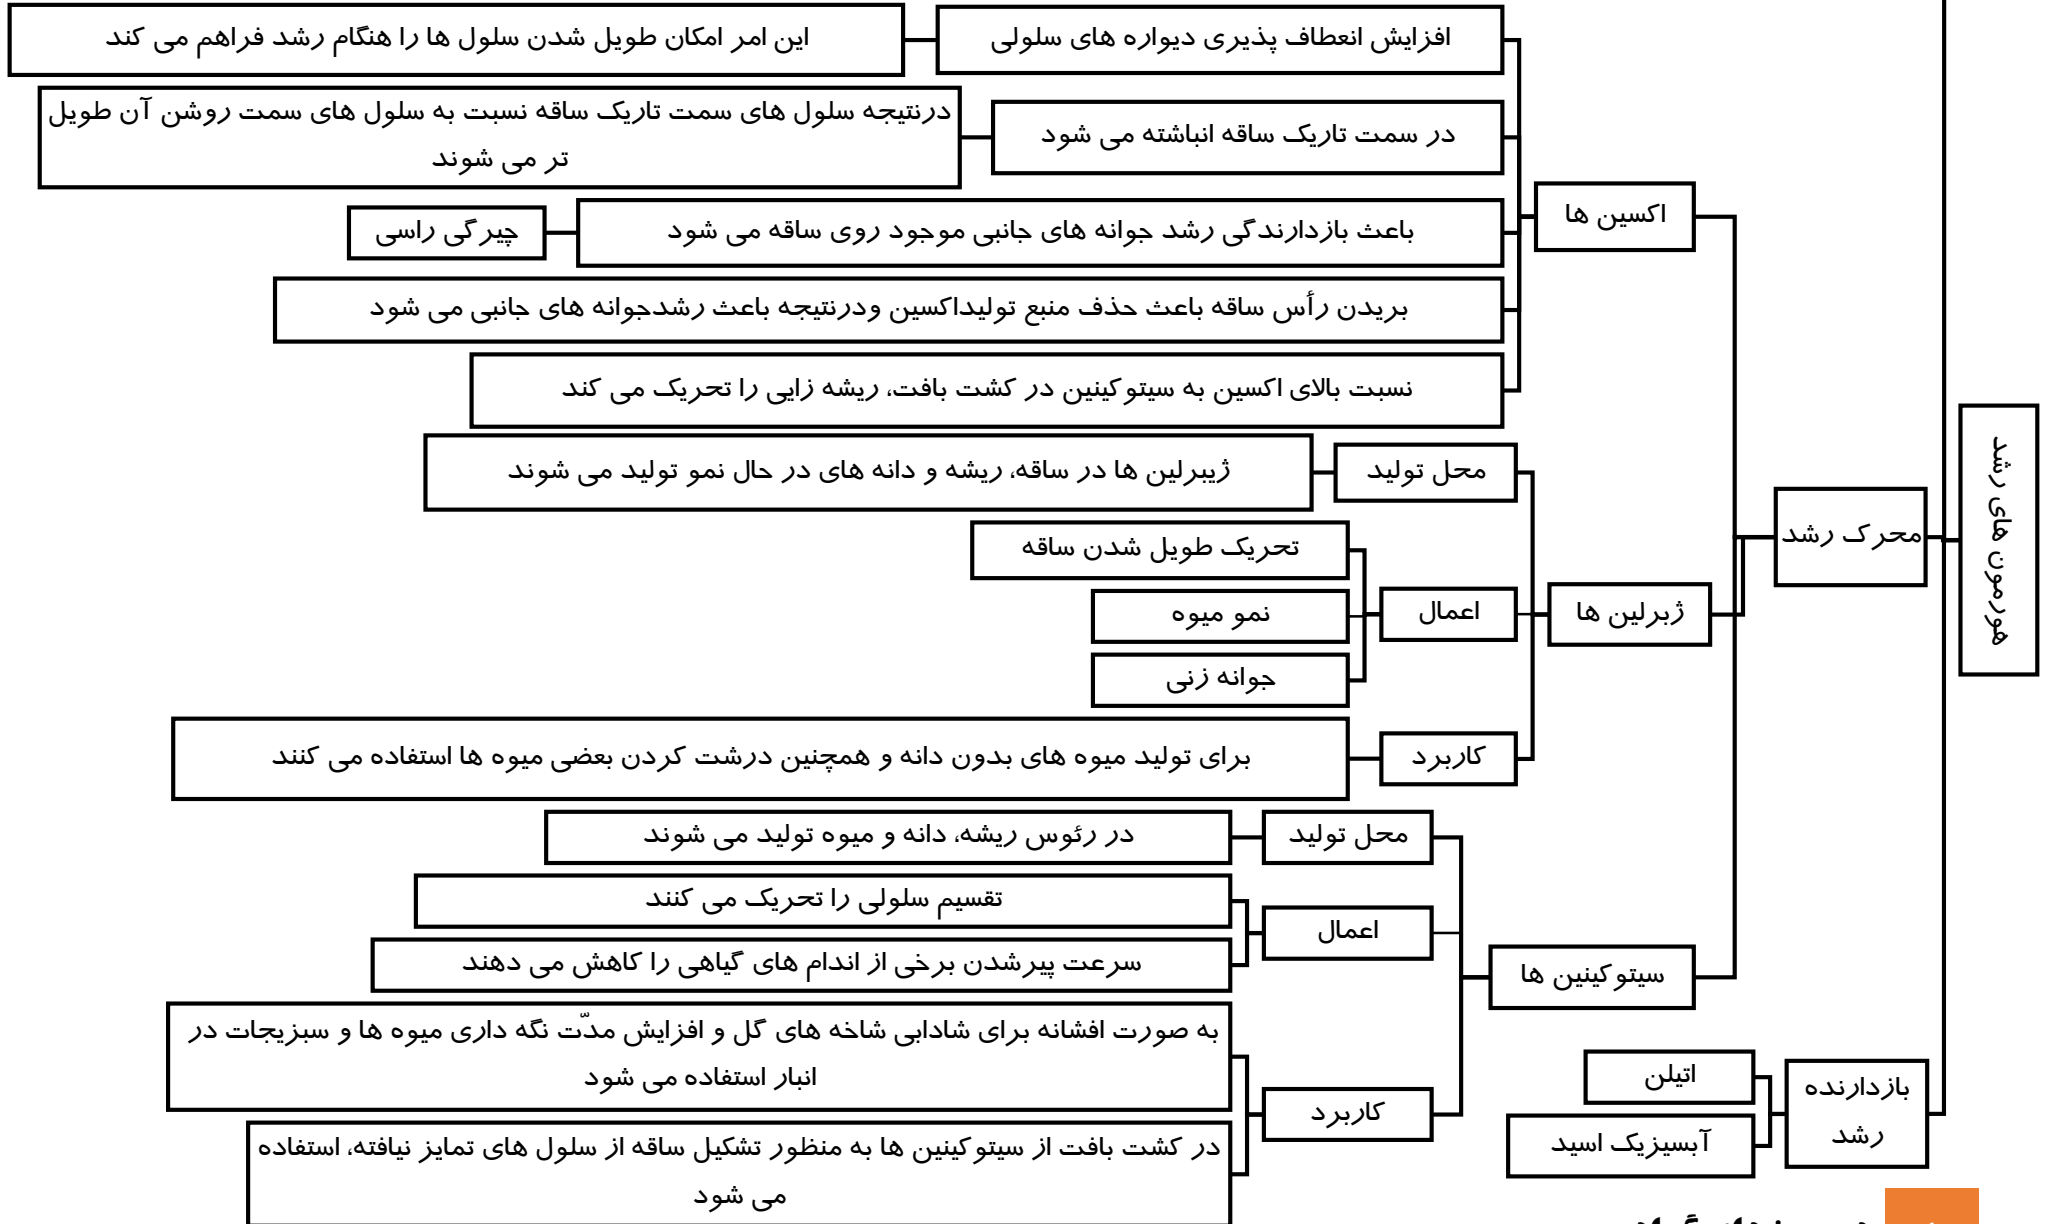 هورمون های رشد
محرک رشد
اکسین ها
افزایش انعطاف پذیری دیواره های سلولی
این امر امکان طویل شدن سلول ها را هنگام رشد فراهم می کند
در سمت تاریک ساقه انباشته می شود
درنتیجه سلول های سمت تاریک ساقه نسبت به سلول های سمت روشن آن طویل
تر می شوند
باعث بازدارندگی رشد جوانه های جانبی موجود روی ساقه می شود
چیرگی راسی
بریدن رأس ساقه باعث حذف منبع تولیداکسین ودرنتیجه باعث رشدجوانه های جانبی می شود
نسبت بالای اکسین به سیتوکینین در کشت بافت، ریشه زایی را تحریک می کند
ژبرلین ها
محل تولید
ژیبرلین ها در ساقه، ریشه و دانه های در حال نمو تولید می شوند
اعمال
تحریک طویل شدن ساقه
نمو میوه
جوانه زنی
کاربرد
برای تولید میوه های بدون دانه و همچنین درشت کردن بعضی میوه ها استفاده می کنند
سیتوکینین ها
محل تولید
در رئوس ریشه، دانه و میوه تولید می شوند
اعمال
تقسیم سلولی را تحریک می کنند
سرعت پیرشدن برخی از اندام های گیاهی را کاهش می دهند
کاربرد
به صورت افشانه برای شادابی شاخه های گل و افزایش مدّت نگه داری میوه ها و سبزیجات در
انبار استفاده می شود
در کشت بافت از سیتوکینین ها به منظور تشکیل ساقه از سلول های تمایز نیافته، استفاده
می شود
بازدارنده
رشد
اتیلن
آبسیزیک اسید